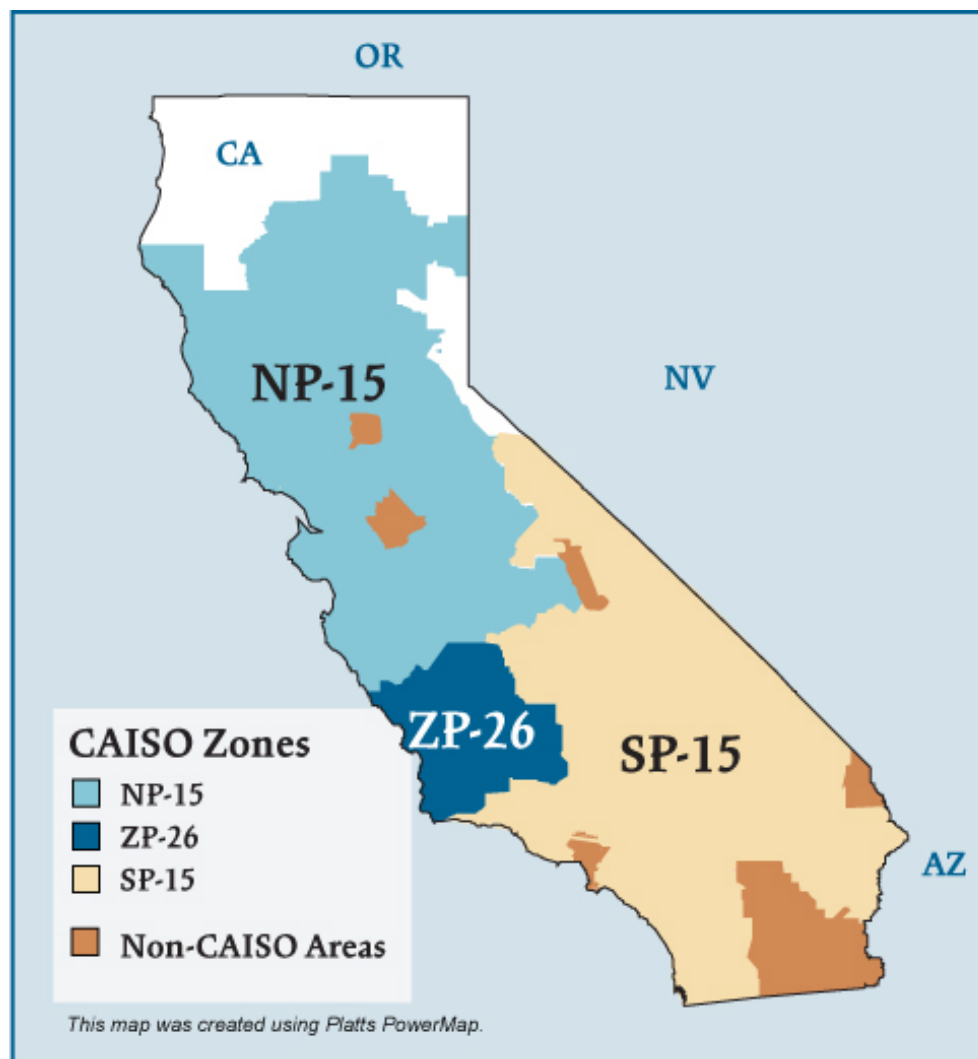 OR
CA
NP-15
NV
ZP-26
SP-15
AZ
CAISO Zones
NP-15
ZP-26
SP-15
Non-CAISO Areas
This map was created using Platts PowerMap.